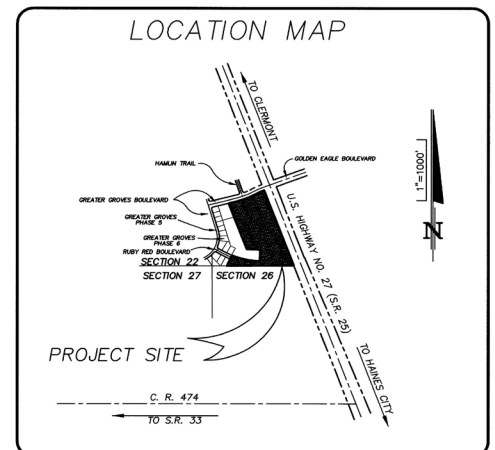 LOCATION MAP
TO CLERMONT
HAMLIN TRAIL
GOLDEN EAGLE BOULEVARD
1"=1000'
GREATER GROVES BOULEVARD
GREATER GROVES
PHASE 5
GREATER GROVES
PHASE 6
RUBY RED BOULEVARD
N
U.S. HIGHWAY NO. 27 (S.R. 25)
SECTION 22
SECTION 27 SECTION 26
PROJECT SITE
TO HAINES CITY
C. R. 474
TO S.R. 33